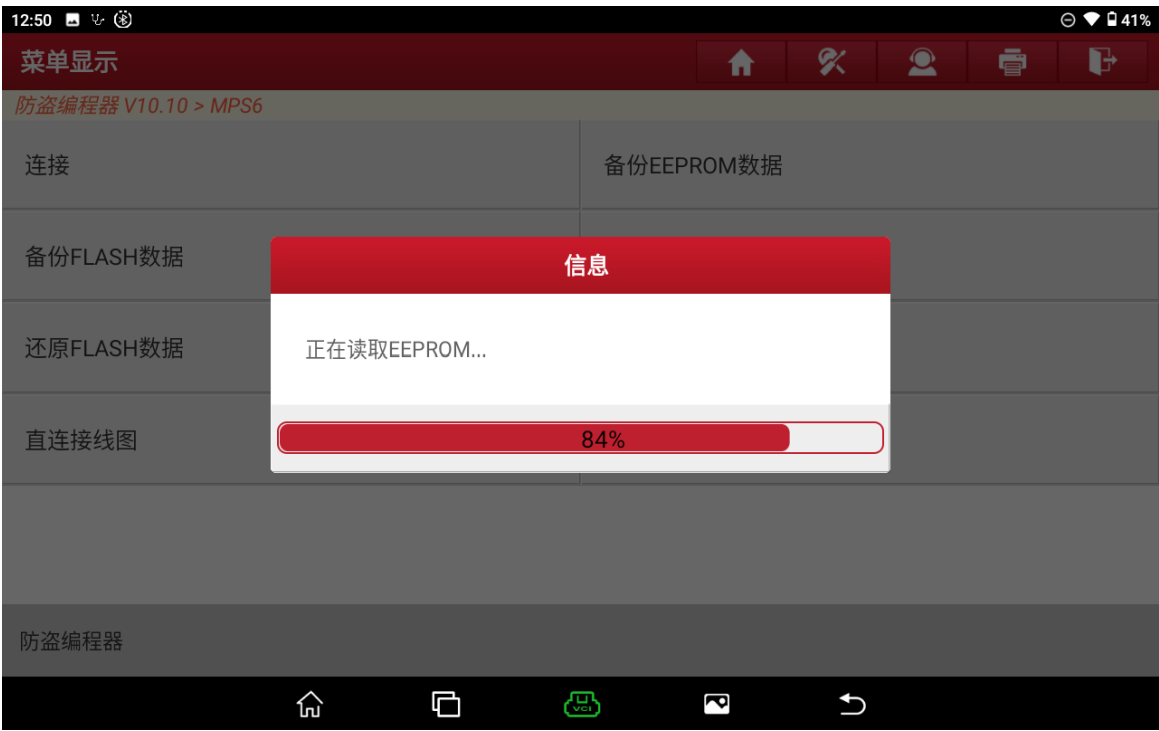 12:50
41%
菜单显示
防盗编程器 V10.10 > MPS6
连接
备份EEPROM数据
备份FLASH数据
信息
还原FLASH数据
正在读取EEPROM...
直连接线图
84%
防盗编程器
VCI